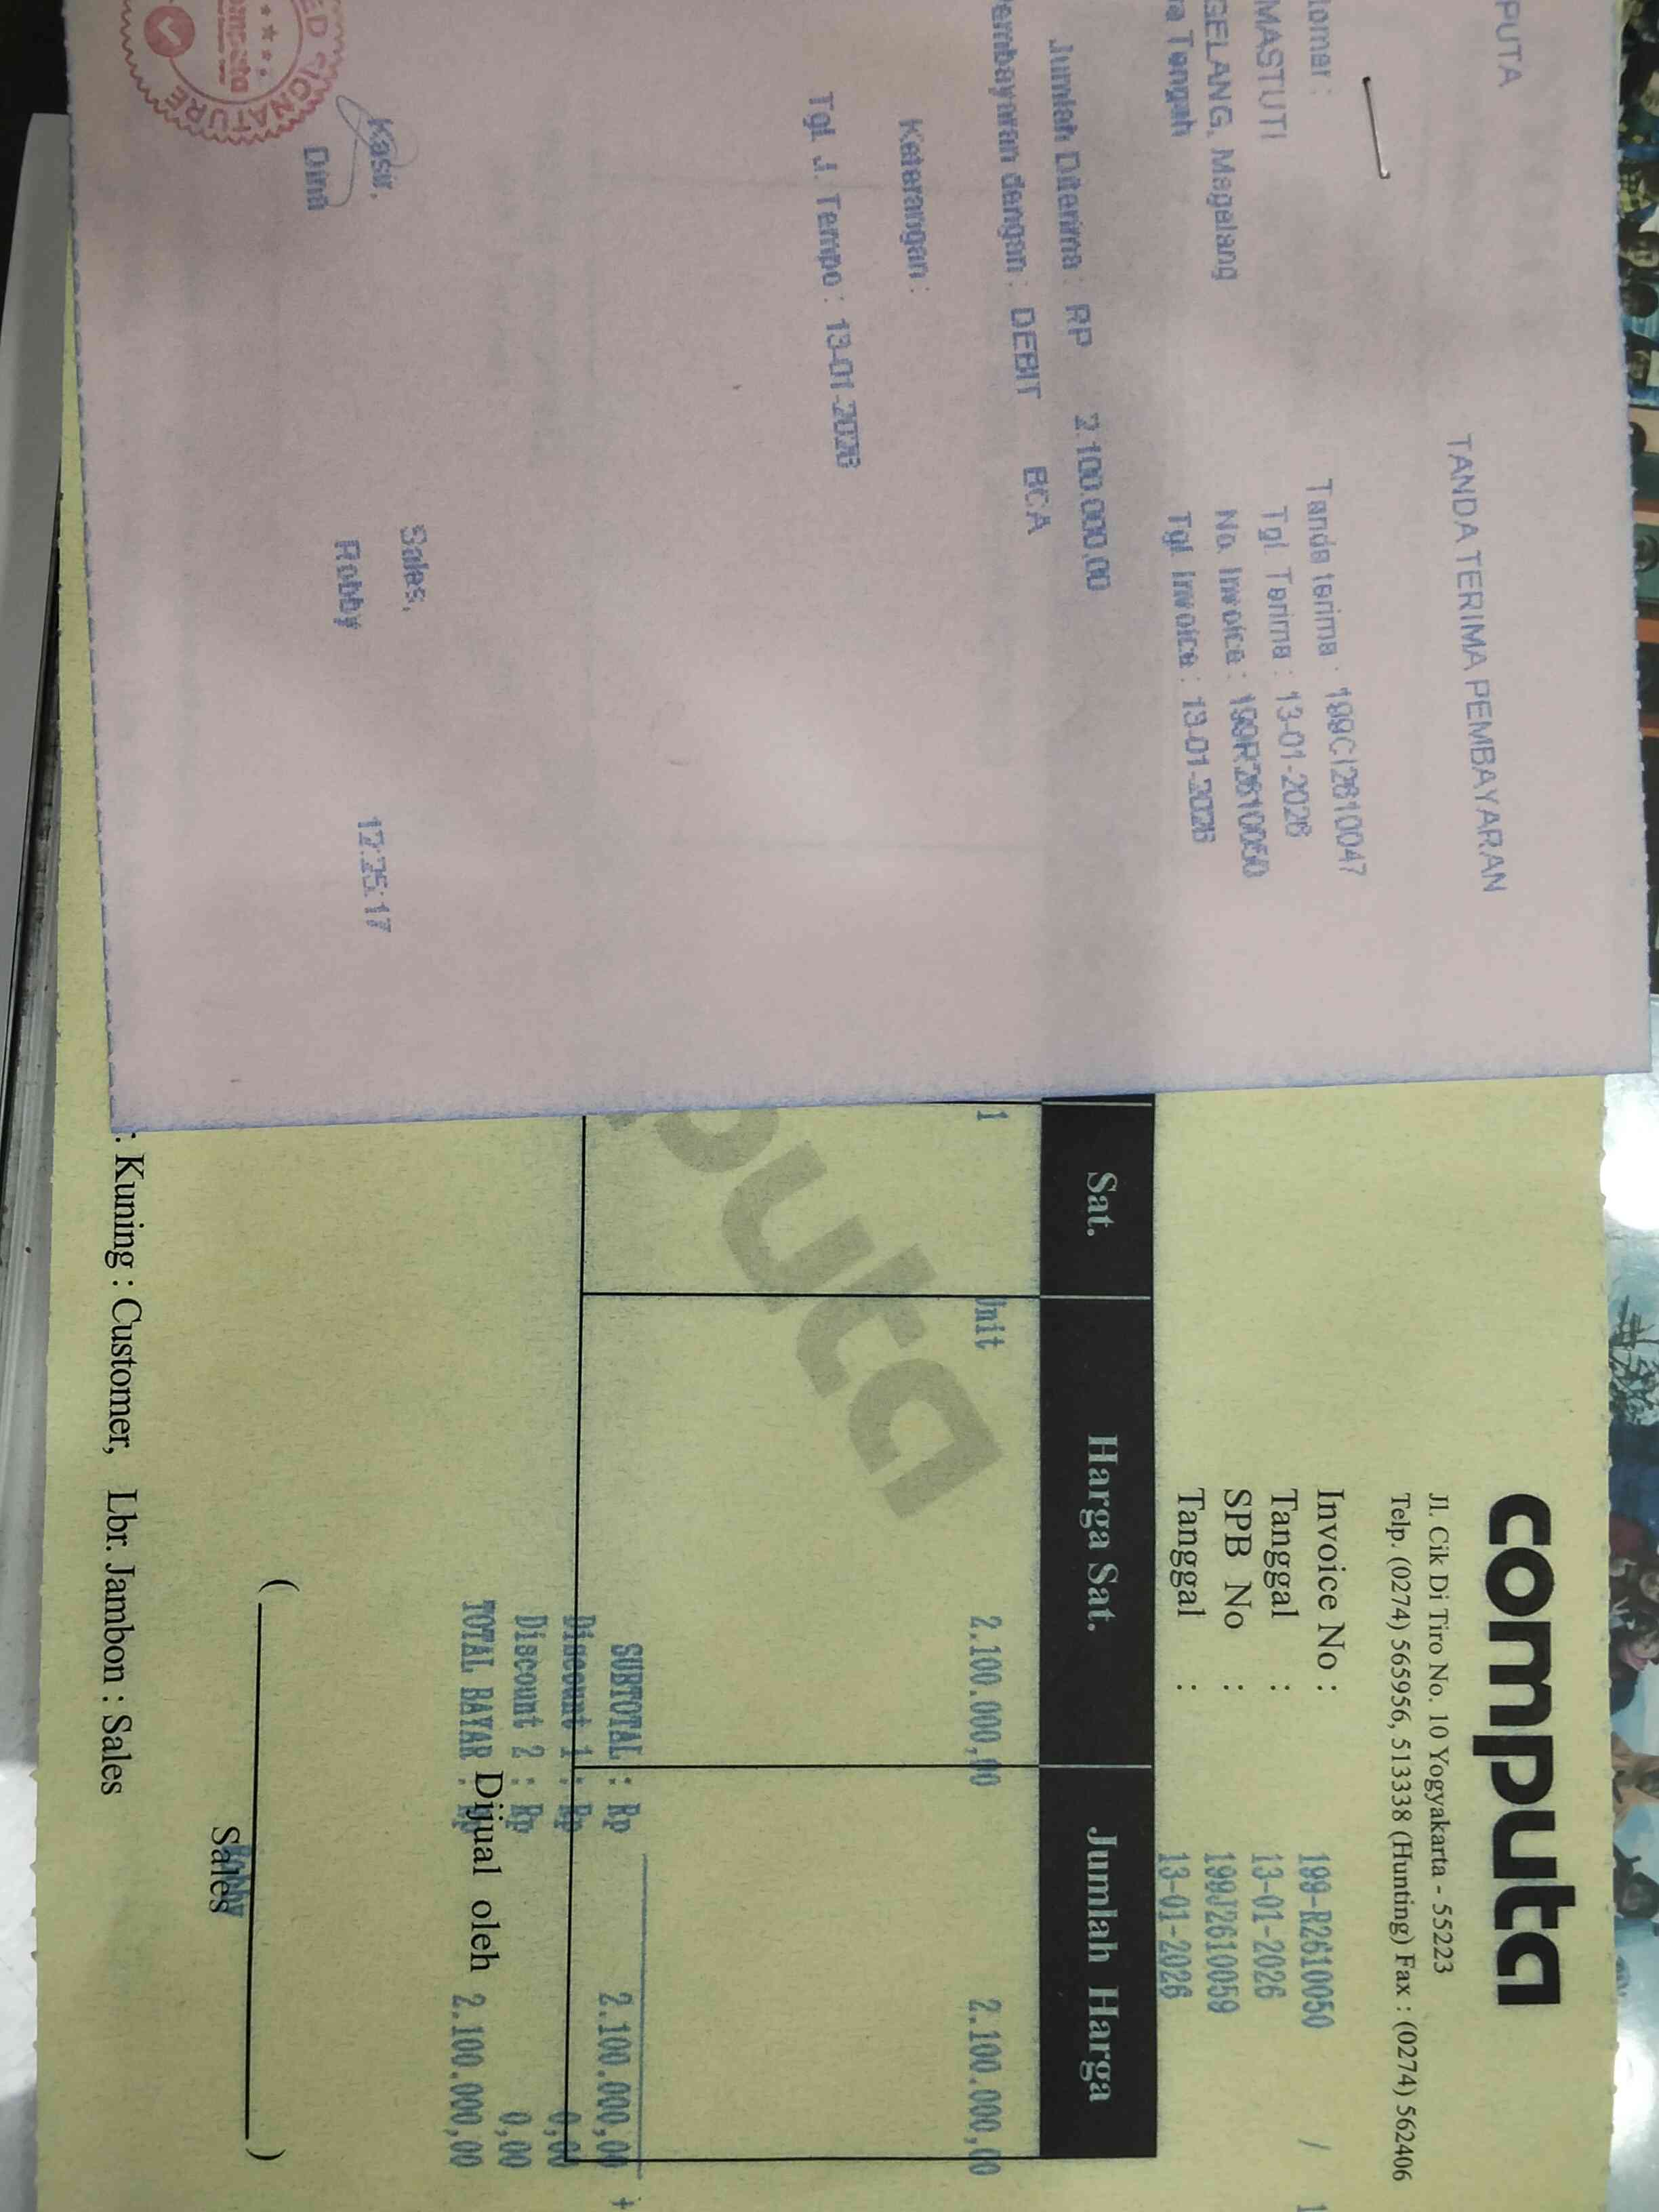 PUTA
TANDA TERIMA PEMBAYARAN
tomer :
MASTUTI
GELANG, Magelang
a Tengah
Tanda terima : 199CI2610047
Tgl. Terima : 13-01-2026
No. Invoice : 199R2610050
Tgl. Invoice : 13-01-2026
Jumlah Diterima : RP 2.100.000,00
embayaran dengan : DEBIT BCA
Keterangan :
Tgl. J. Tempo : 13-01-2026
Kasir,
Dina
Sales,
Robby
12:25:17
ED SIGNATURE
computa
Jl. Cik Di Tiro No. 10 Yogyakarta - 55223
Telp. (0274) 565956, 513338 (Hunting) Fax : (0274) 562406
Invoice No : 199-R2610050 /
Tanggal : 13-01-2026
SPB No : 199J2610059
Tanggal : 13-01-2026
Sat. Harga Sat. Jumlah Harga
1 Unit 2.100.000,00 2.100.000,00
puta
SUBTOTAL : Rp 2.100.000,00 +
Discount 1 : Rp 0,00
Discount 2 : Rp 0,00
TOTAL BAYAR : Rp 2.100.000,00
Dijual oleh
( )
Robby
Sales
: Kuning : Customer, Lbr. Jambon : Sales